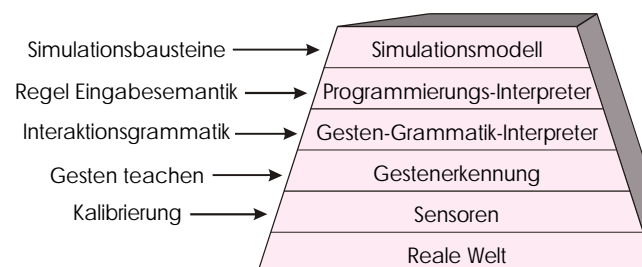 Simulationsbausteine
Simulationsmodell
Regel Eingabesemantik
Programmierungs-Interpreter
Interaktionsgrammatik
Gesten-Grammatik-Interpreter
Gesten teachen
Gestenerkennung
Kalibrierung
Sensoren
Reale Welt